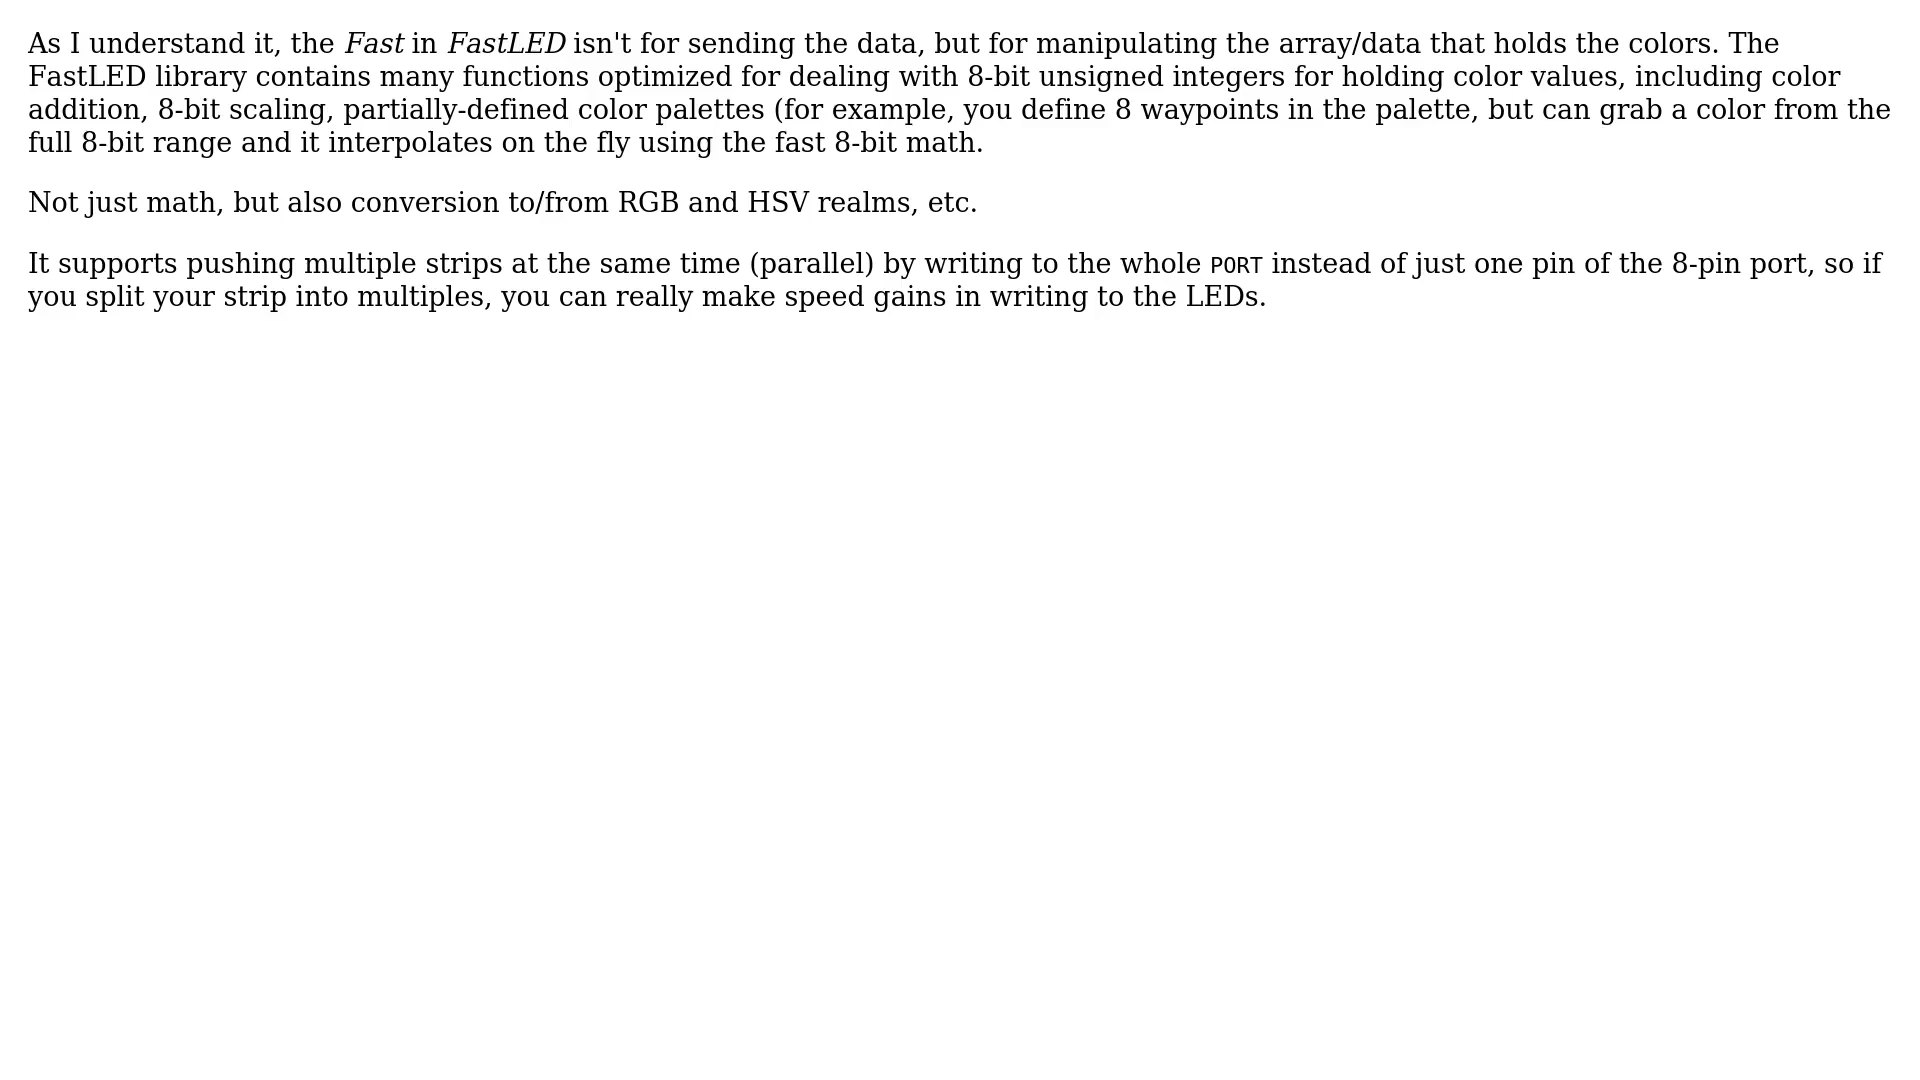 As I understand it, the Fast in FastLED isn't for sending the data, but for manipulating the array/data that holds the colors. The
FastLED library contains many functions optimized for dealing with 8-bit unsigned integers for holding color values, including color
addition, 8-bit scaling, partially-defined color palettes (for example, you define 8 waypoints in the palette, but can grab a color from the
full 8-bit range and it interpolates on the fly using the fast 8-bit math.
Not just math, but also conversion to/from RGB and HSV realms, etc.
It supports pushing multiple strips at the same time (parallel) by writing to the whole PORT instead of just one pin of the 8-pin port, so if
you split your strip into multiples, you can really make speed gains in writing to the LEDs.